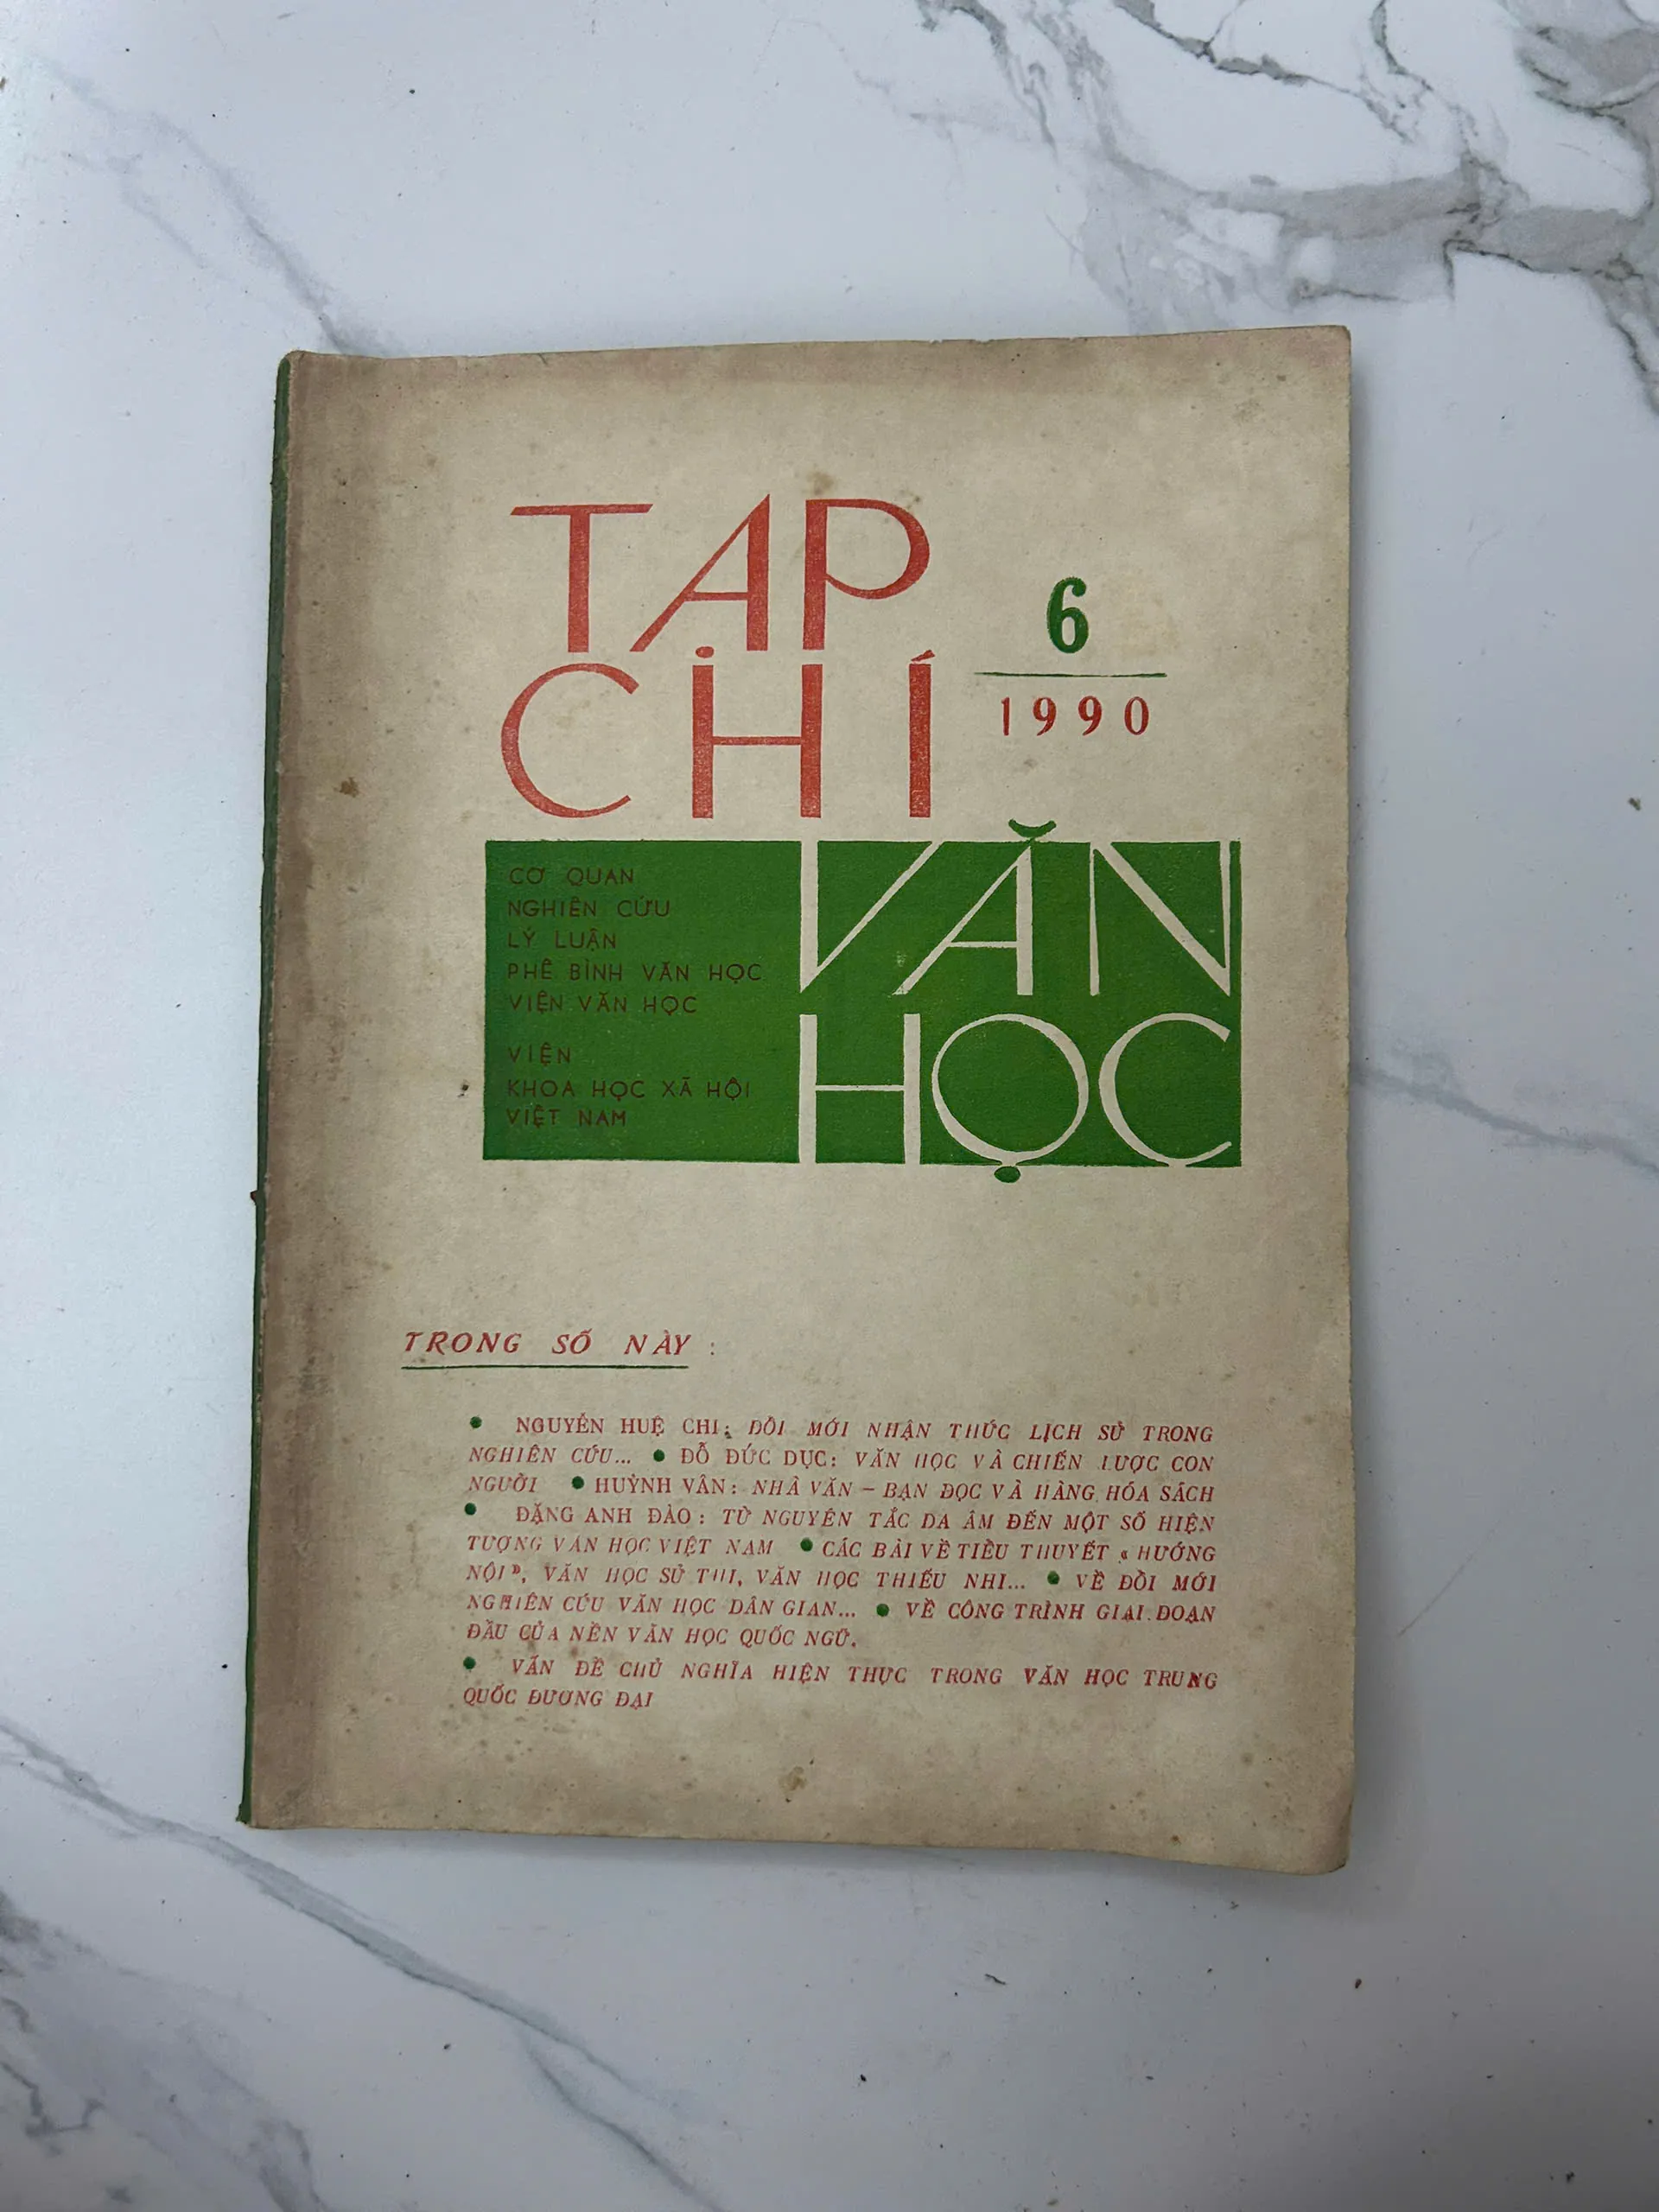 TẠP
CHÍ
6
1990
VĂN
HỌC
CƠ QUAN
NGHIÊN CỨU
LÝ LUẬN
PHÊ BÌNH VĂN HỌC
VIỆN VĂN HỌC
VIỆN
KHOA HỌC XÃ HỘI
VIỆT NAM
TRONG SỐ NÀY :
● NGUYỄN HUỆ CHI: ĐỔI MỚI NHẬN THỨC LỊCH SỬ TRONG
NGHIÊN CỨU... ● ĐỖ ĐỨC DỤC: VĂN HỌC VÀ CHIẾN LƯỢC CON
NGƯỜI ● HUỲNH VÂN: NHÀ VĂN – BẠN ĐỌC VÀ HÀNG HÓA SÁCH
● ĐẶNG ANH ĐÀO: TỪ NGUYÊN TẮC ĐA ÂM ĐẾN MỘT SỐ HIỆN
TƯỢNG VĂN HỌC VIỆT NAM ● CÁC BÀI VỀ TIỂU THUYẾT « HƯỚNG
NỘI», VĂN HỌC SỬ THI, VĂN HỌC THIẾU NHI... ● VỀ ĐỔI MỚI
NGHIÊN CỨU VĂN HỌC DÂN GIAN... ● VỀ CÔNG TRÌNH GIAI ĐOẠN
ĐẦU CỦA NỀN VĂN HỌC QUỐC NGỮ.
● VẤN ĐỀ CHỦ NGHĨA HIỆN THỰC TRONG VĂN HỌC TRUNG
QUỐC ĐƯƠNG ĐẠI